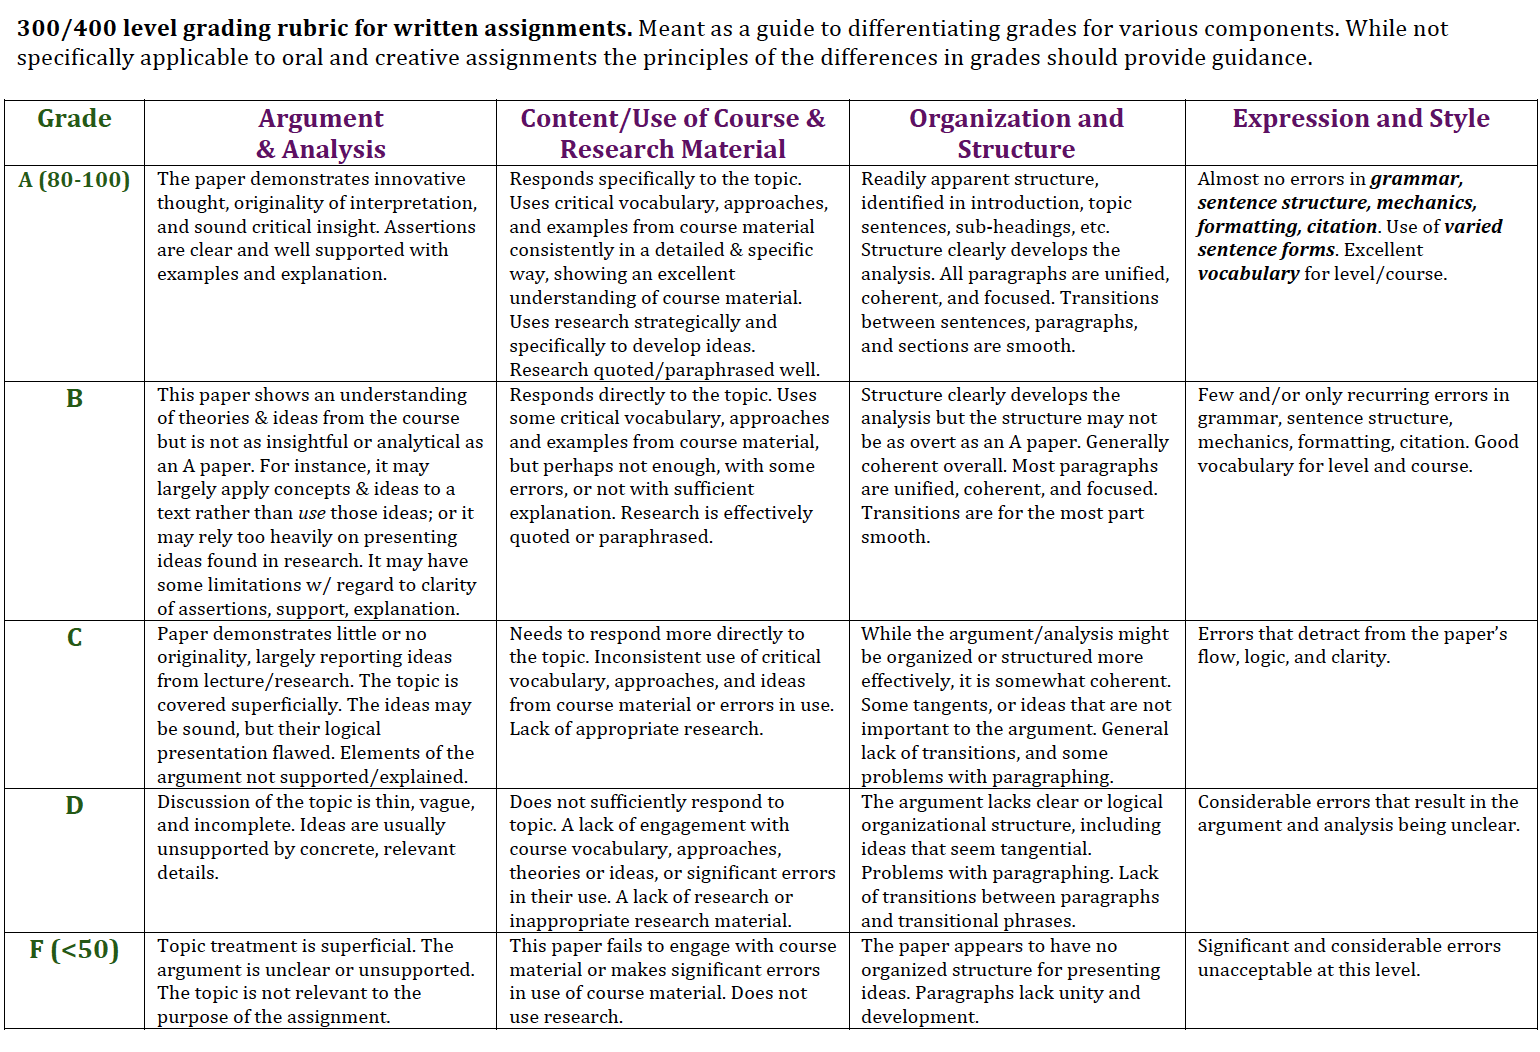 300/400 level grading rubric for written assignments. Meant as a guide to differentiating grades for various components. While not
specifically applicable to oral and creative assignments the principles of the differences in grades should provide guidance.
Grade
Argument
& Analysis
Content/Use of Course &
Research Material
Organization and
Structure
Expression and Style
A (80-100)
The paper demonstrates innovative
thought, originality of interpretation,
and sound critical insight. Assertions
are clear and well supported with
examples and explanation.
Responds specifically to the topic.
Uses critical vocabulary, approaches,
and examples from course material
consistently in a detailed & specific
way, showing an excellent
understanding of course material.
Uses research strategically and
specifically to develop ideas.
Research quoted/paraphrased well.
Readily apparent structure,
identified in introduction, topic
sentences, sub-headings, etc.
Structure clearly develops the
analysis. All paragraphs are unified,
coherent, and focused. Transitions
between sentences, paragraphs,
and sections are smooth.
Almost no errors in grammar,
sentence structure, mechanics,
formatting, citation. Use of varied
sentence forms. Excellent
vocabulary for level/course.
B
This paper shows an understanding
of theories & ideas from the course
but is not as insightful or analytical as
an A paper. For instance, it may
largely apply concepts & ideas to a
text rather than use those ideas; or it
may rely too heavily on presenting
ideas found in research. It may have
some limitations w/ regard to clarity
of assertions, support, explanation.
Responds directly to the topic. Uses
some critical vocabulary, approaches
and examples from course material,
but perhaps not enough, with some
errors, or not with sufficient
explanation. Research is effectively
quoted or paraphrased.
Structure clearly develops the
analysis but the structure may not
be as overt as an A paper. Generally
coherent overall. Most paragraphs
are unified, coherent, and focused.
Transitions are for the most part
smooth.
Few and/or only recurring errors in
grammar, sentence structure,
mechanics, formatting, citation. Good
vocabulary for level and course.
C
Paper demonstrates little or no
originality, largely reporting ideas
from lecture/research. The topic is
covered superficially. The ideas may
be sound, but their logical
presentation flawed. Elements of the
argument not supported/explained.
Needs to respond more directly to
the topic. Inconsistent use of critical
vocabulary, approaches, and ideas
from course material or errors in use.
Lack of appropriate research.
While the argument/analysis might
be organized or structured more
effectively, it is somewhat coherent.
Some tangents, or ideas that are not
important to the argument. General
lack of transitions, and some
problems with paragraphing.
Errors that detract from the paper's
flow, logic, and clarity.
D
Discussion of the topic is thin, vague,
and incomplete. Ideas are usually
unsupported by concrete, relevant
details.
Does not sufficiently respond to
topic. A lack of engagement with
course vocabulary, approaches,
theories or ideas, or significant errors
in their use. A lack of research or
inappropriate research material.
The argument lacks clear or logical
organizational structure, including
ideas that seem tangential.
Problems with paragraphing. Lack
of transitions between paragraphs
and transitional phrases.
Considerable errors that result in the
argument and analysis being unclear.
F (<50)
Topic treatment is superficial. The
argument is unclear or unsupported.
The topic is not relevant to the
purpose of the assignment.
This paper fails to engage with course
material or makes significant errors
in use of course material. Does not
use research.
The paper appears to have no
organized structure for presenting
ideas. Paragraphs lack unity and
development.
Significant and considerable errors
unacceptable at this level.